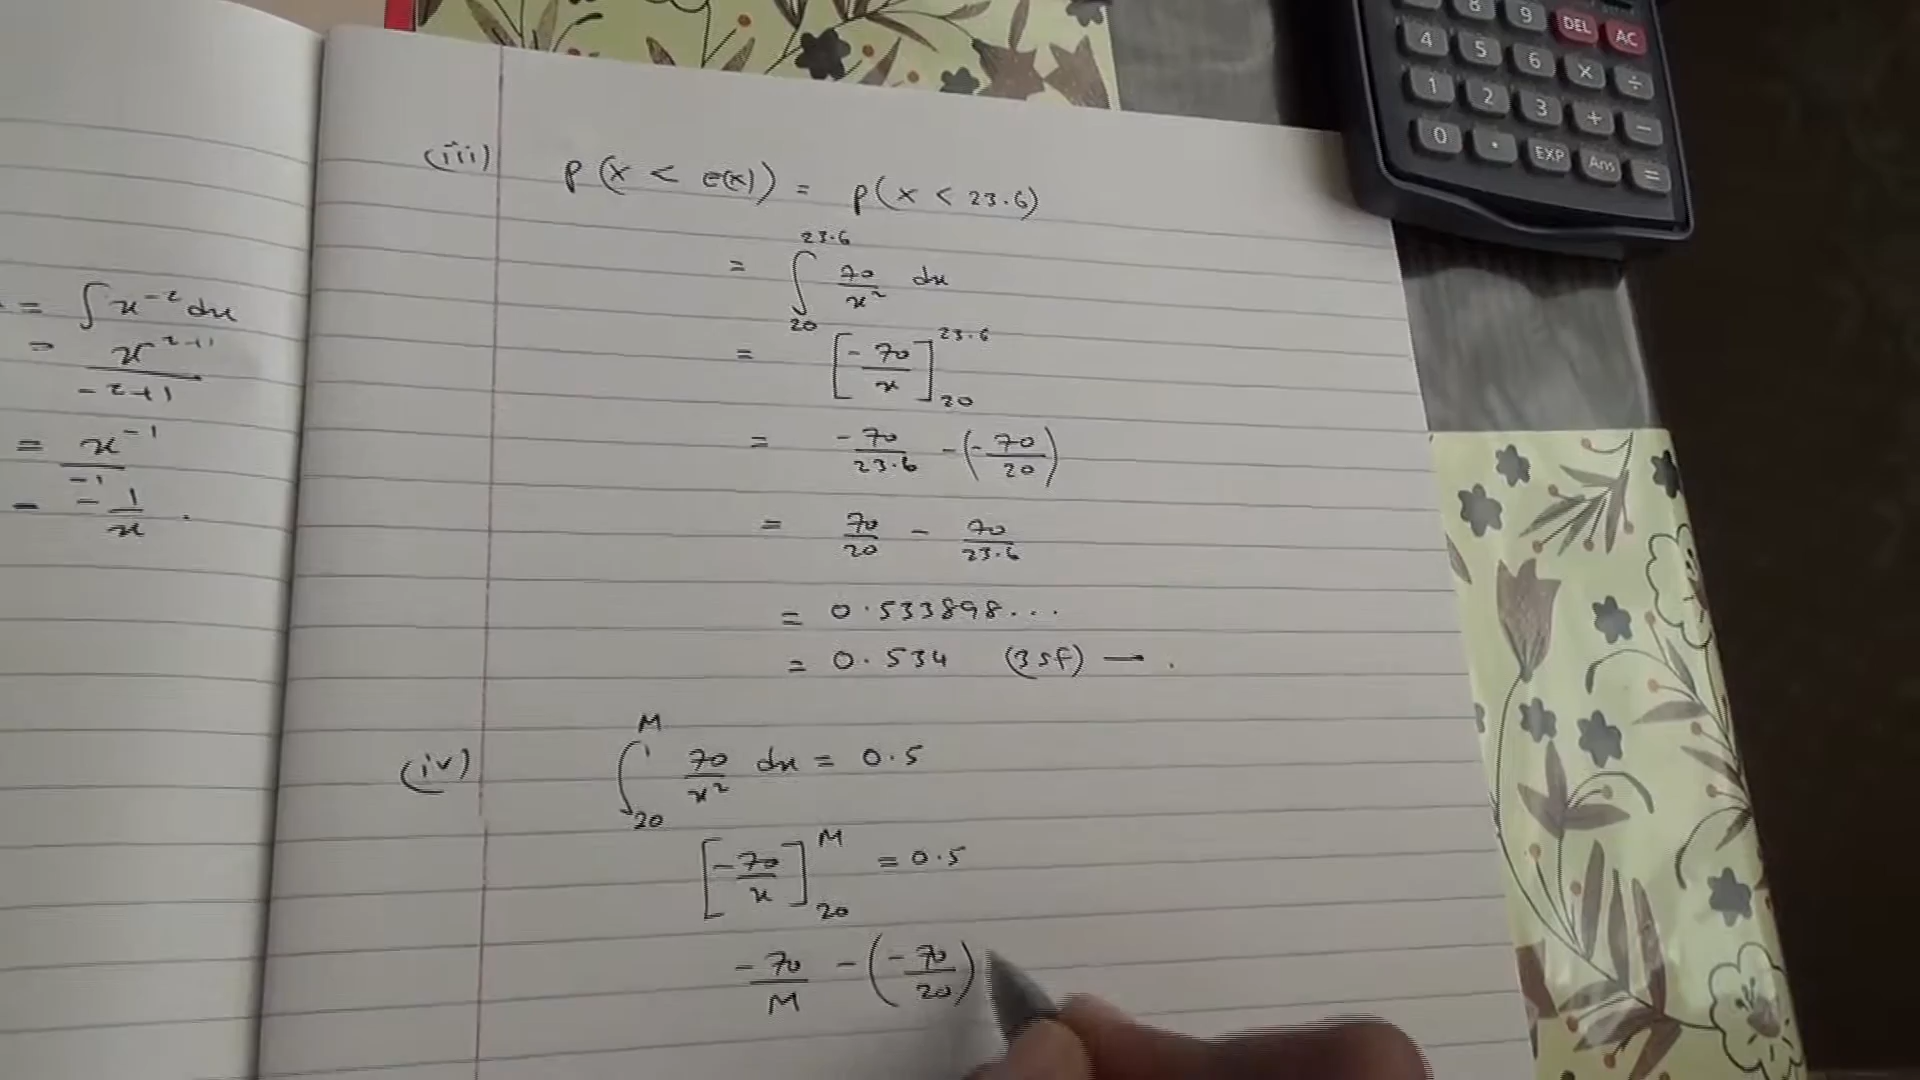 = ∫ x⁻² dx
= x²⁺¹ / -2+1
= x⁻¹ / -1
= -1/x .
(iii) P(X < E(X)) = P(X < 23.6)
= ∫₂₀^23.6 70/x² dx
= [-70/x]₂₀^23.6
= -70/23.6 - (-70/20)
= 70/20 - 70/23.6
= 0.533898...
= 0.534 (3sf) — .
(iv) ∫₂₀^M 70/x² dx = 0.5
[-70/x]₂₀^M = 0.5
-70/M - (-70/20)
8 9 DEL AC
4 5 6 × ÷
1 2 3 + −
0 . EXP Ans =